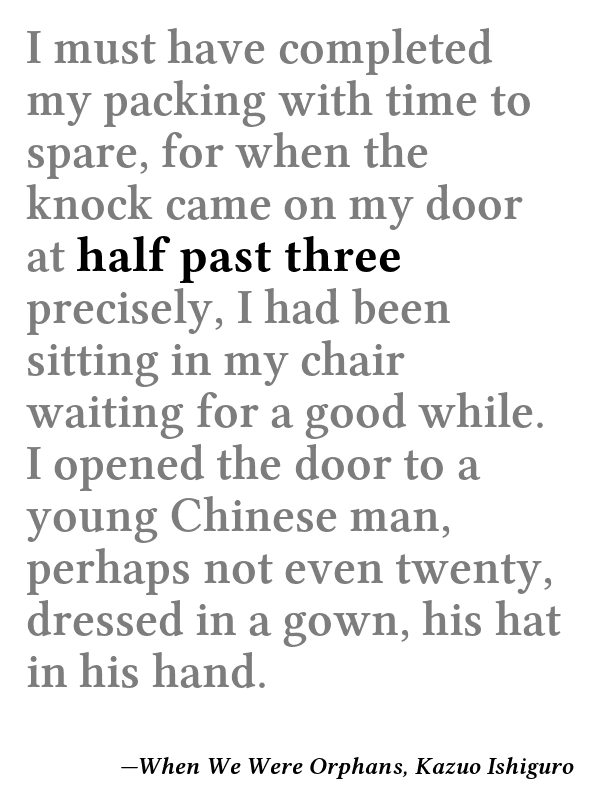 I must have completed
my packing with time to
spare, for when the
knock came on my door
at half past three
precisely, I had been
sitting in my chair
waiting for a good while.
I opened the door to a
young Chinese man,
perhaps not even twenty,
dressed in a gown, his hat
in his hand.
—When We Were Orphans, Kazuo Ishiguro